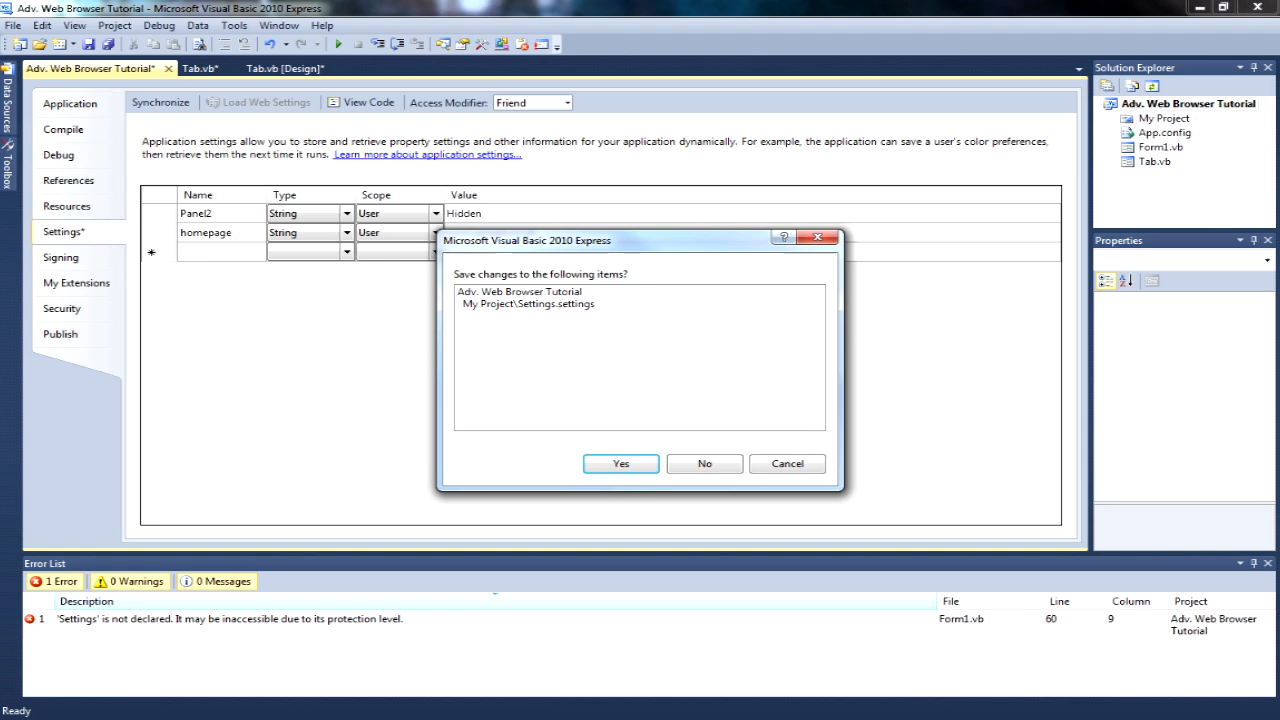 Adv. Web Browser Tutorial - Microsoft Visual Basic 2010 Express
File Edit View Project Debug Data Tools Window Help
Adv. Web Browser Tutorial* Tab.vb* Tab.vb [Design]*
Data Sources
Toolbox
Application
Compile
Debug
References
Resources
Settings*
Signing
My Extensions
Security
Publish
Synchronize Load Web Settings View Code Access Modifier: Friend
Application settings allow you to store and retrieve property settings and other information for your application dynamically. For example, the application can save a user's color preferences,
then retrieve them the next time it runs. Learn more about application settings...
Name Type Scope Value
Panel2 String User Hidden
homepage String User
Microsoft Visual Basic 2010 Express
Save changes to the following items?
Adv. Web Browser Tutorial
My Project\Settings.settings
Yes No Cancel
Solution Explorer
Adv. Web Browser Tutorial
My Project
App.config
Form1.vb
Tab.vb
Properties
Error List
1 Error 0 Warnings 0 Messages
Description File Line Column Project
1 'Settings' is not declared. It may be inaccessible due to its protection level. Form1.vb 60 9 Adv. Web Browser
Tutorial
Ready